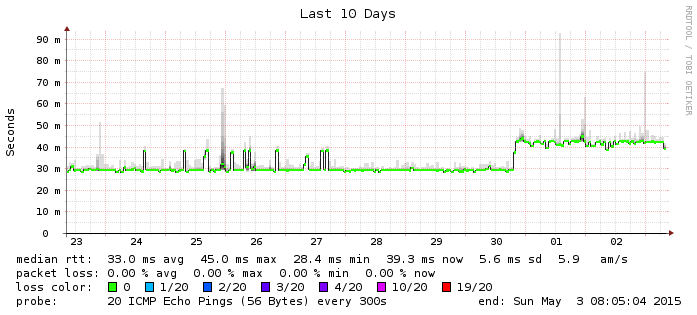 Last 10 Days
RRDTOOL / TOBI OETIKER
Seconds
90 m
80 m
70 m
60 m
50 m
40 m
30 m
20 m
10 m
0
23 24 25 26 27 28 29 30 01 02
median rtt: 33.0 ms avg 45.0 ms max 28.4 ms min 39.3 ms now 5.6 ms sd 5.9 am/s
packet loss: 0.00 % avg 0.00 % max 0.00 % min 0.00 % now
loss color: 0 1/20 2/20 3/20 4/20 10/20 19/20
probe: 20 ICMP Echo Pings (56 Bytes) every 300s end: Sun May 3 08:05:04 2015